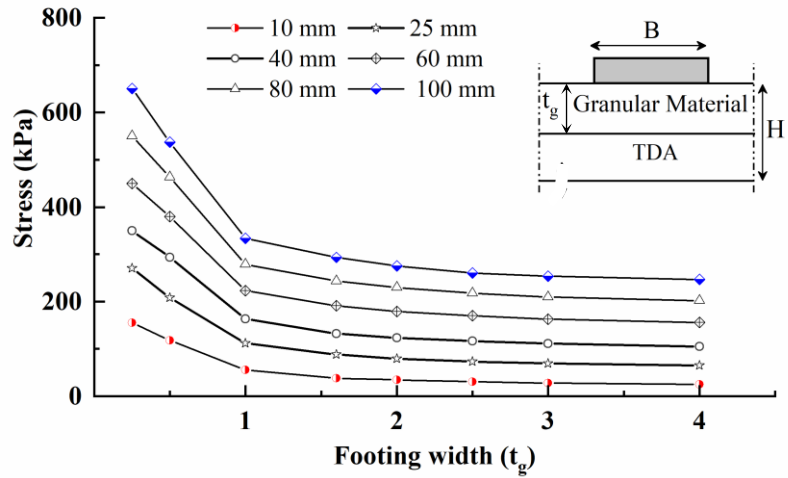 800
600
400
200
0
Stress (kPa)
1
2
3
4
Footing width (tg)
10 mm
25 mm
40 mm
60 mm
80 mm
100 mm
B
tg
Granular Material
H
TDA